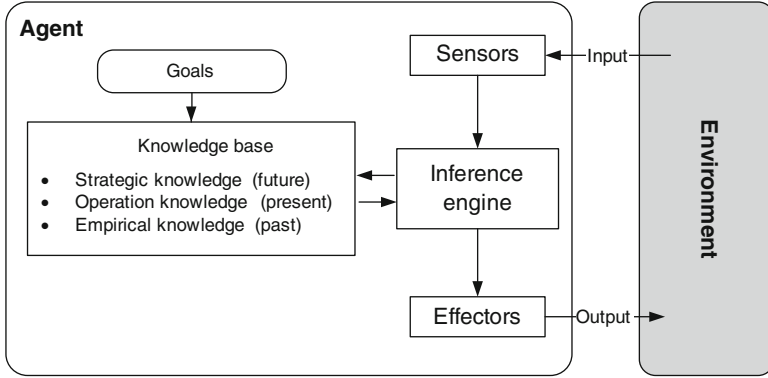 Agent
Goals
Knowledge base
• Strategic knowledge (future)
• Operation knowledge (present)
• Empirical knowledge (past)
Sensors
Inference
engine
Effectors
Input
Output
Environment